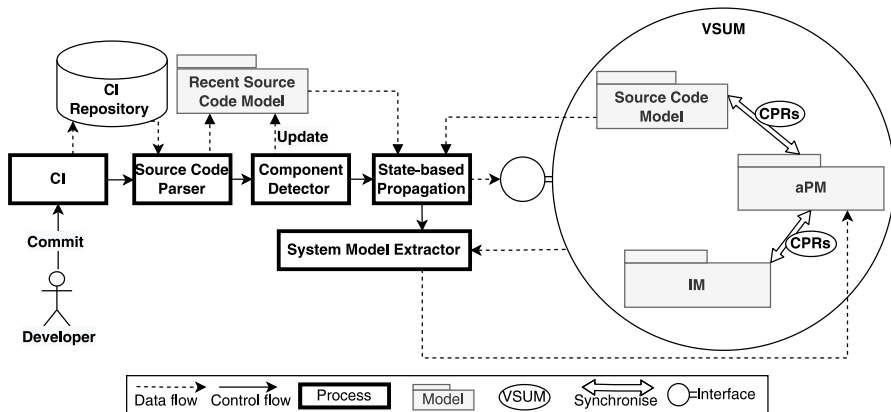 VSUM
CI
Repository
Recent Source
Code Model
Source Code
Model
CPRs
Update
CI
Source Code
Parser
Component
Detector
State-based
Propagation
aPM
Commit
System Model Extractor
CPRs
IM
Developer
Data flow
Control flow
Process
Model
VSUM
Synchronise
Interface